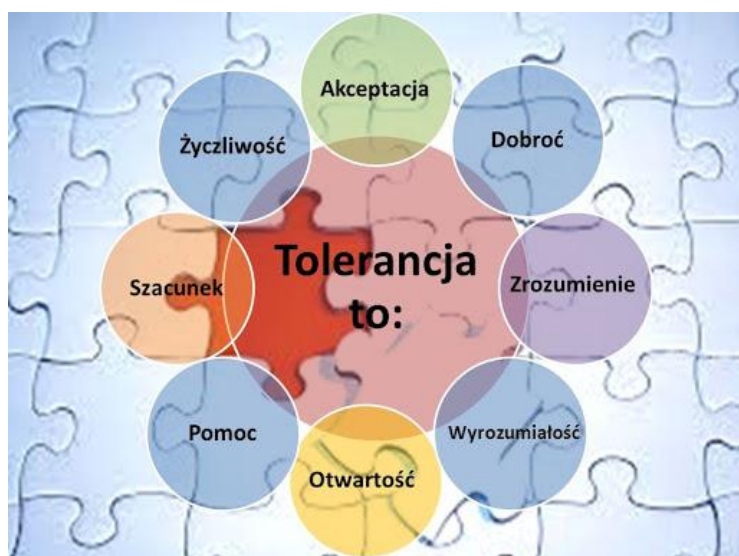 Akceptacja
Życzliwość
Dobroć
Szacunek
Tolerancja
to:
Zrozumienie
Pomoc
Wyrozumiałość
Otwartość